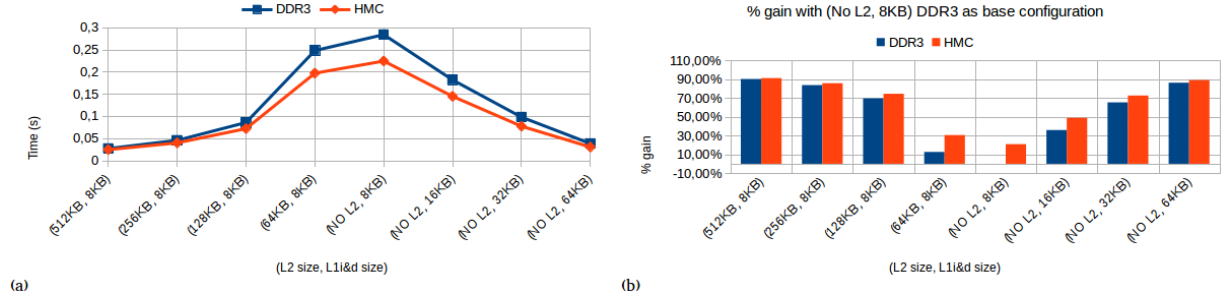 DDR3 HMC
0,3
0,25
0,2
0,15
0,1
0,05
0
Time (s)
(512KB, 8KB)
(256KB, 8KB)
(128KB, 8KB)
(64KB, 8KB)
(NO L2, 8KB)
(NO L2, 16KB)
(NO L2, 32KB)
(NO L2, 64KB)
(L2 size, L1i&d size)
(a)
% gain with (No L2, 8KB) DDR3 as base configuration
DDR3 HMC
110,00%
90,00%
70,00%
50,00%
30,00%
10,00%
-10,00%
% gain
(512KB, 8KB)
(256KB, 8KB)
(128KB, 8KB)
(64KB, 8KB)
(NO L2, 8KB)
(NO L2, 16KB)
(NO L2, 32KB)
(NO L2, 64KB)
(L2 size, L1i&d size)
(b)